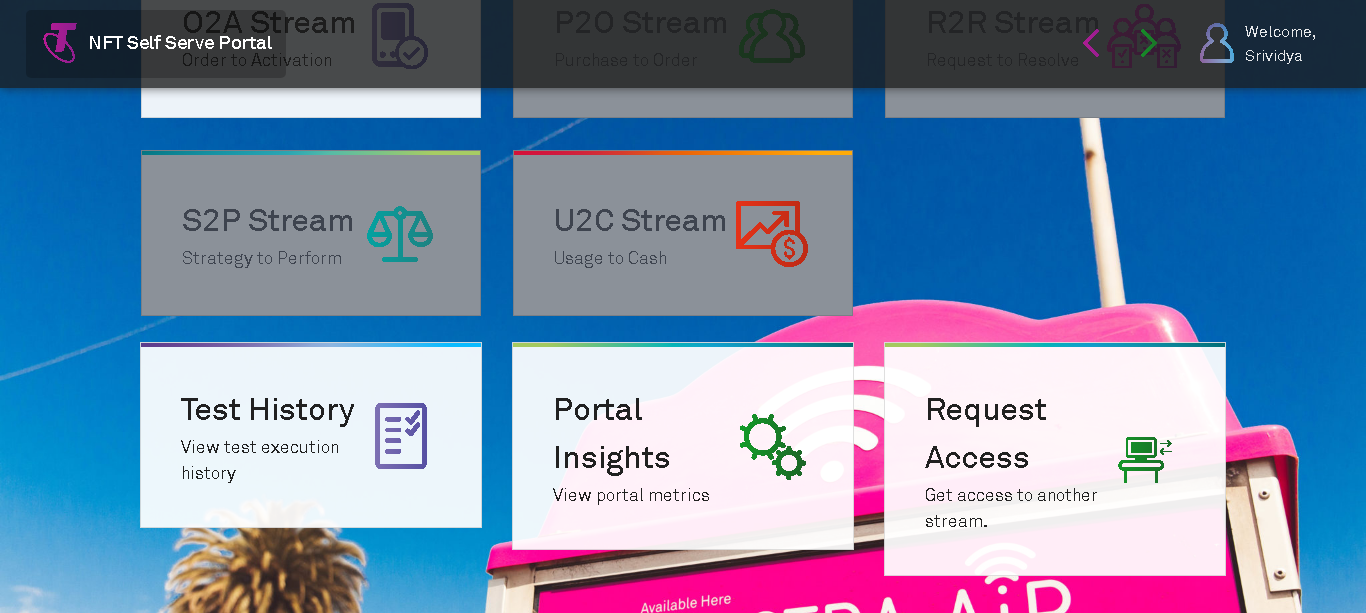 NFT Self Serve Portal
Welcome,
Srividya
O2A Stream
Order to Activation
P2O Stream
Purchase to Order
R2R Stream
Request to Resolve
S2P Stream
Strategy to Perform
U2C Stream
Usage to Cash
Test History
View test execution
history
Portal
Insights
View portal metrics
Request
Access
Get access to another
stream.
Available Here
AiR